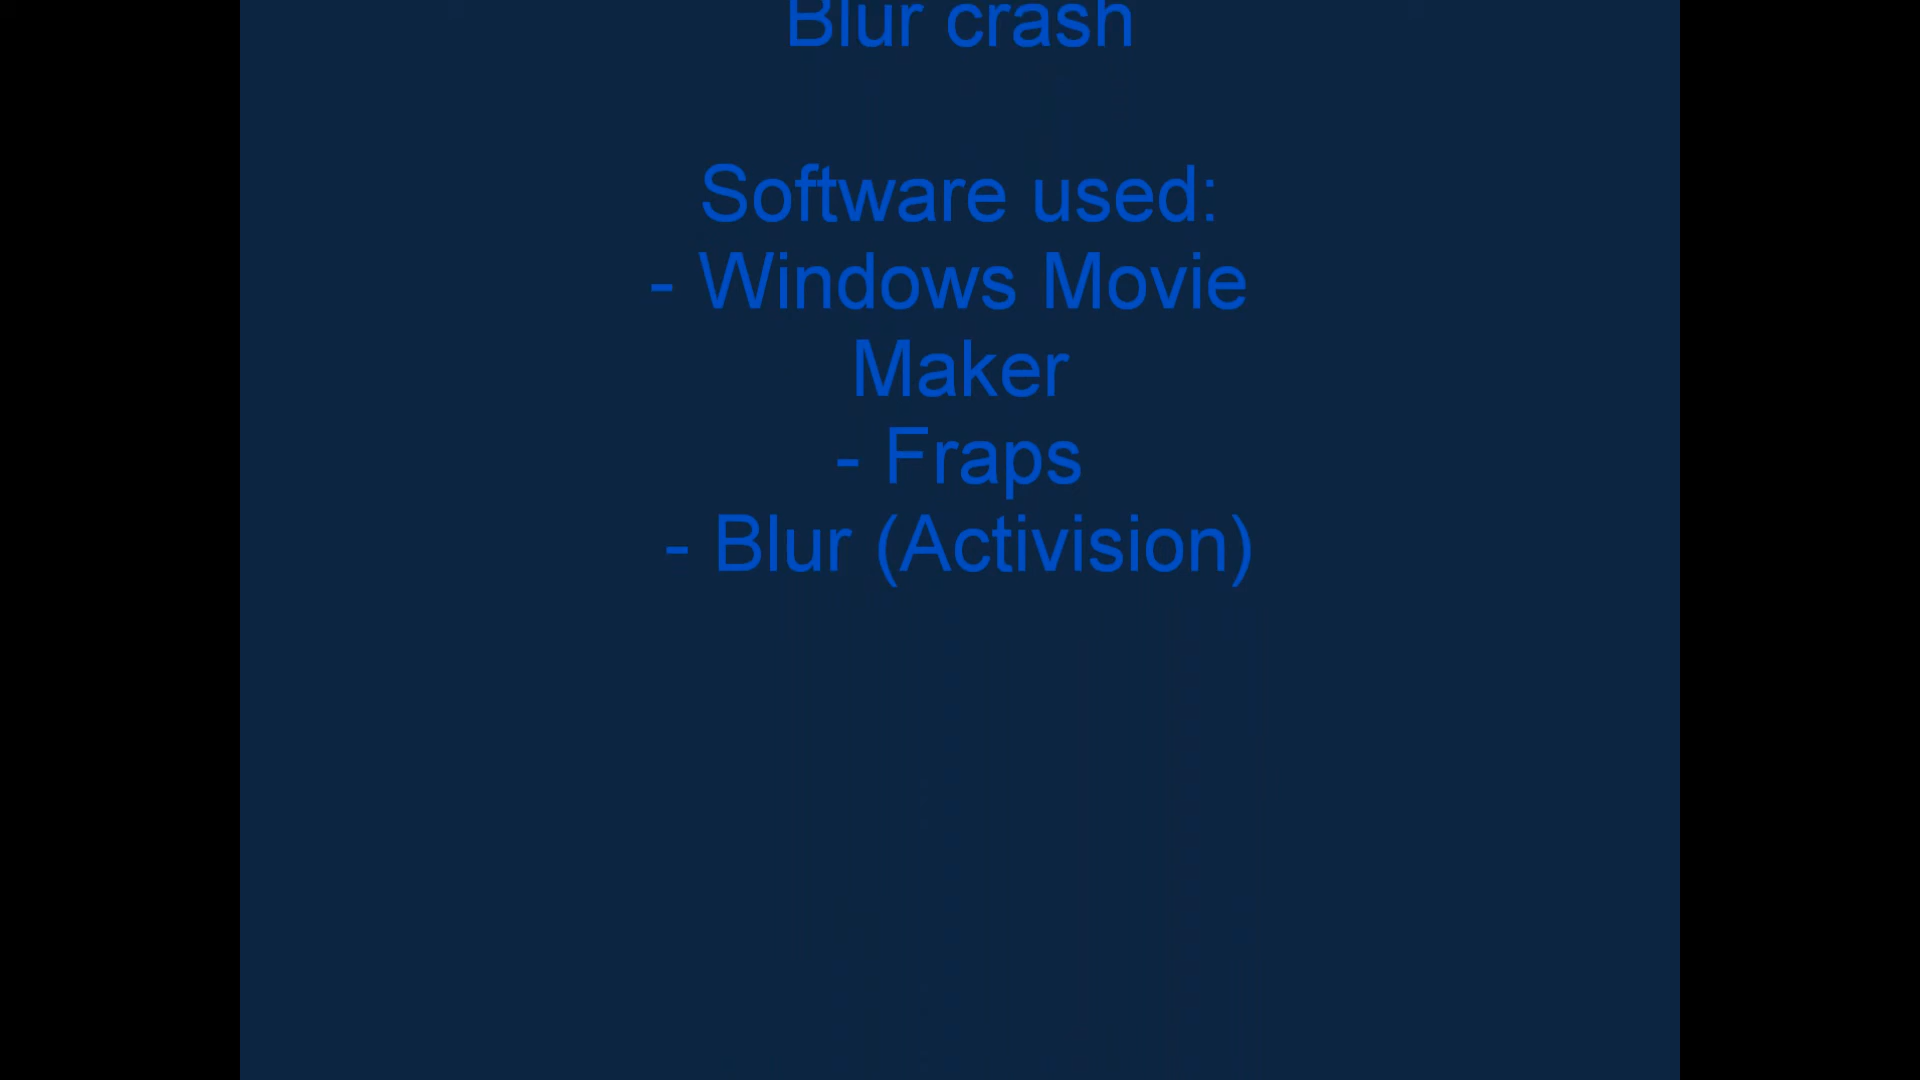 Blur crash
Software used:
- Windows Movie
Maker
- Fraps
- Blur (Activision)